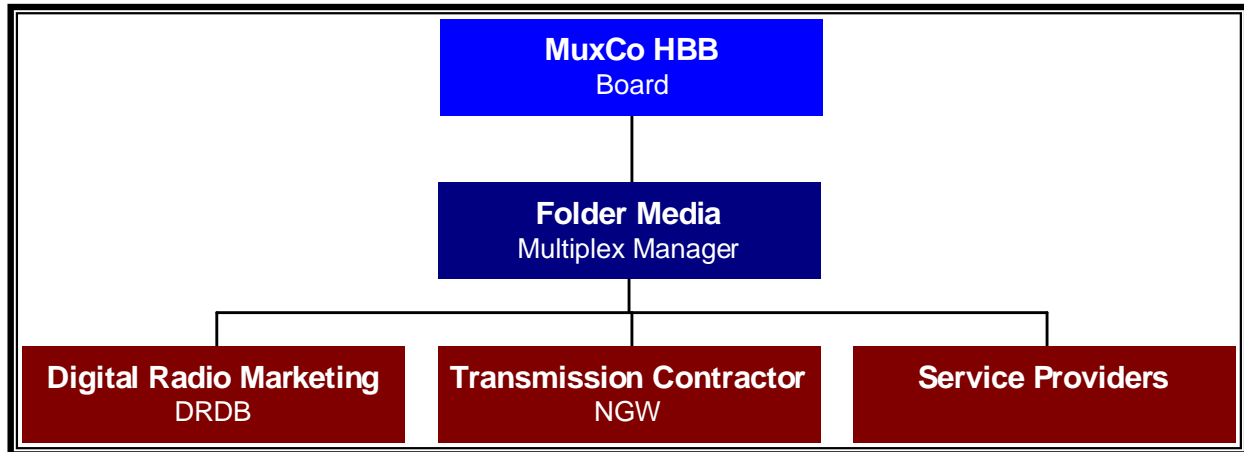 MuxCo HBB
Board
Folder Media
Multiplex Manager
Digital Radio Marketing
DRDB
Transmission Contractor
NGW
Service Providers